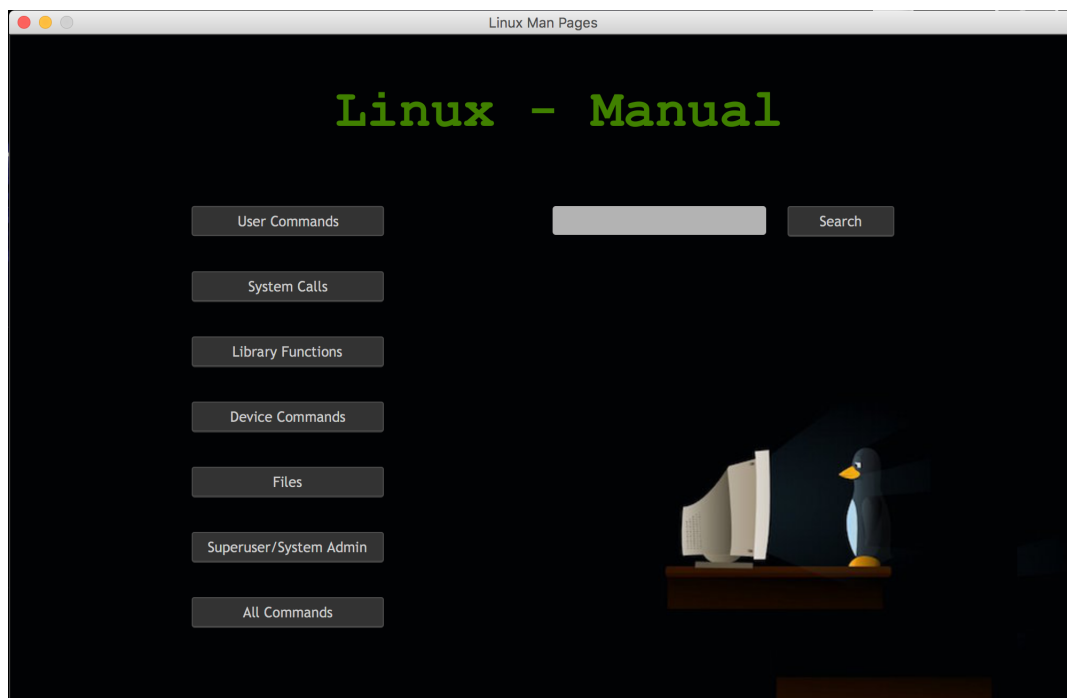 Linux Man Pages
Linux - Manual
User Commands
Search
System Calls
Library Functions
Device Commands
Files
Superuser/System Admin
All Commands